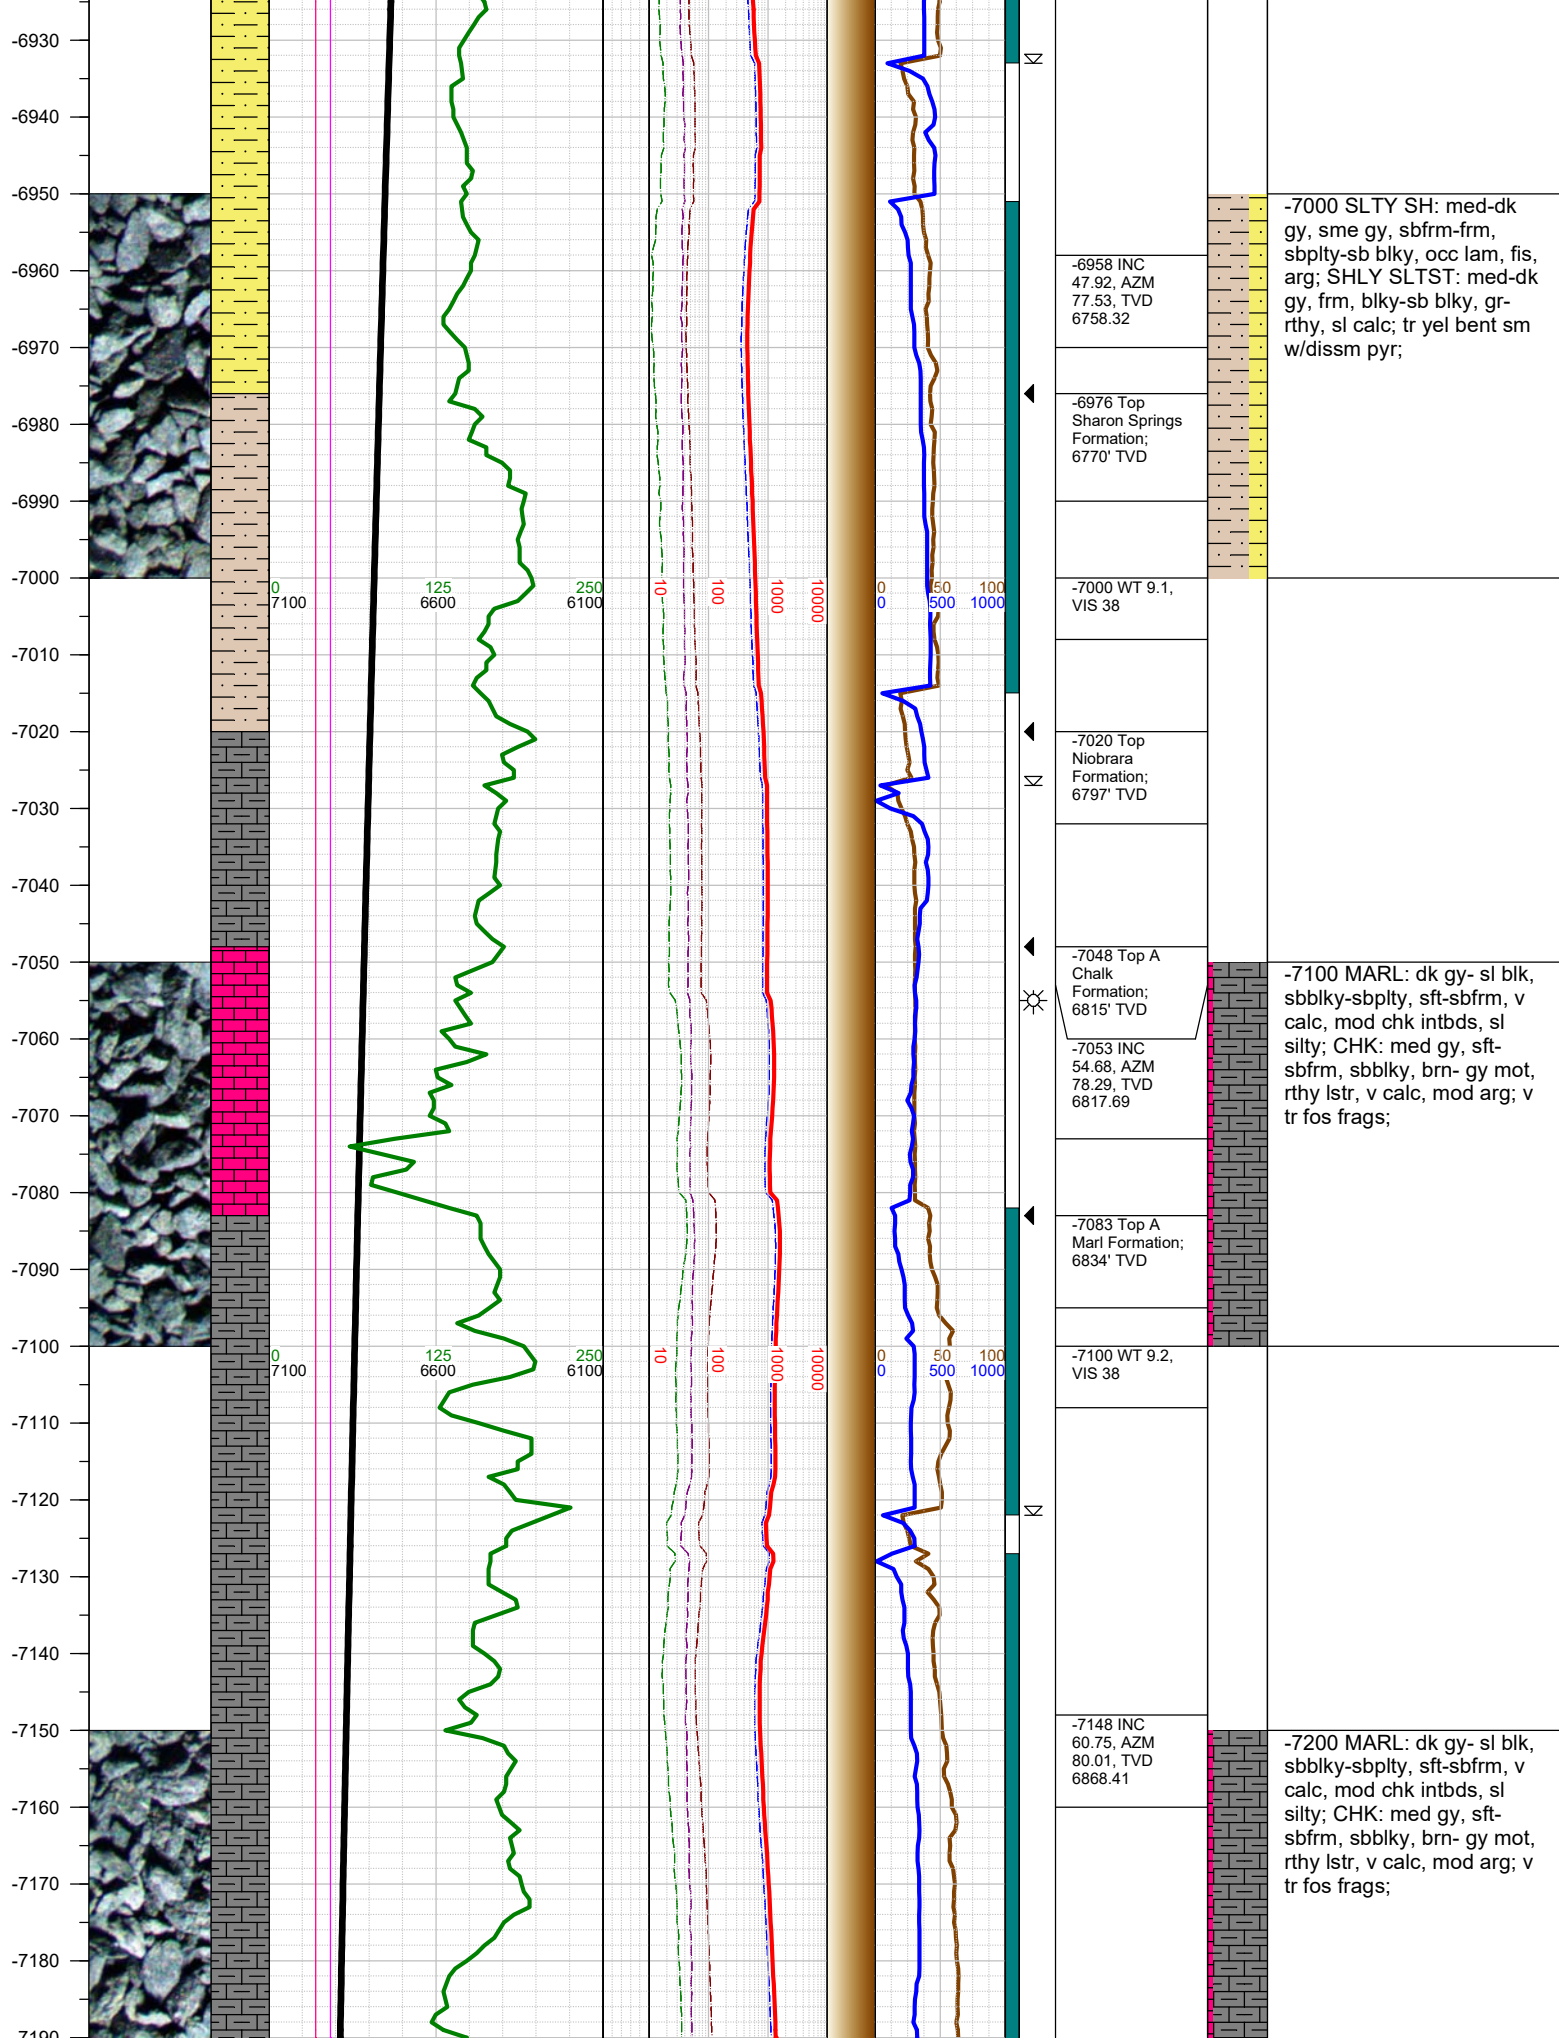 -6930
-6940
-6950
-6960
-6970
-6980
-6990
-7000
-7010
-7020
-7030
-7040
-7050
-7060
-7070
-7080
-7090
-7100
-7110
-7120
-7130
-7140
-7150
-7160
-7170
-7180
-7190
0 125 250
7100 6600 6100
10 100 1000 10000
0 50 100
0 500 1000
0 125 250
7100 6600 6100
10 100 1000 10000
0 50 100
0 500 1000
-6958 INC
47.92, AZM
77.53, TVD
6758.32
-6976 Top
Sharon Springs
Formation;
6770' TVD
-7000 WT 9.1,
VIS 38
-7020 Top
Niobrara
Formation;
6797' TVD
-7048 Top A
Chalk
Formation;
6815' TVD
-7053 INC
54.68, AZM
78.29, TVD
6817.69
-7083 Top A
Marl Formation;
6834' TVD
-7100 WT 9.2,
VIS 38
-7148 INC
60.75, AZM
80.01, TVD
6868.41
-7000 SLTY SH: med-dk
gy, sme gy, sbfrm-frm,
sbplty-sb blky, occ lam, fis,
arg; SHLY SLTST: med-dk
gy, frm, blky-sb blky, gr-
rthy, sl calc; tr yel bent sm
w/dissm pyr;
-7100 MARL: dk gy- sl blk,
sbblky-sbplty, sft-sbfrm, v
calc, mod chk intbds, sl
silty; CHK: med gy, sft-
sbfrm, sbblky, brn- gy mot,
rthy lstr, v calc, mod arg; v
tr fos frags;
-7200 MARL: dk gy- sl blk,
sbblky-sbplty, sft-sbfrm, v
calc, mod chk intbds, sl
silty; CHK: med gy, sft-
sbfrm, sbblky, brn- gy mot,
rthy lstr, v calc, mod arg; v
tr fos frags;